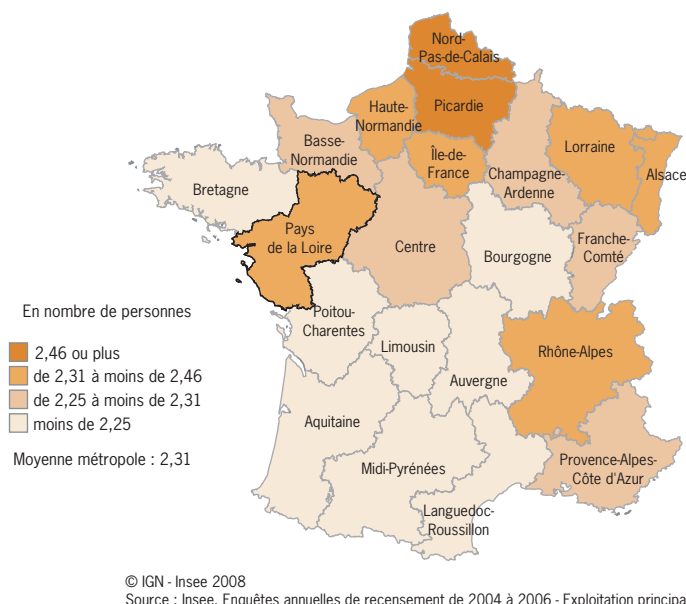 Nord-
Pas-de-Calais
Haute-
Normandie
Picardie
Basse-
Normandie
Île-de-
France
Champagne-
Ardenne
Lorraine
Alsace
Bretagne
Pays
de la Loire
Centre
Bourgogne
Franche-
Comté
En nombre de personnes
2,46 ou plus
de 2,31 à moins de 2,46
de 2,25 à moins de 2,31
moins de 2,25
Moyenne métropole : 2,31
Poitou-
Charentes
Limousin
Auvergne
Rhône-Alpes
Aquitaine
Midi-Pyrénées
Languedoc-
Roussillon
Provence-Alpes-
Côte d'Azur
© IGN - Insee 2008
Source : Insee, Enquêtes annuelles de recensement de 2004 à 2006 - Exploitation principa